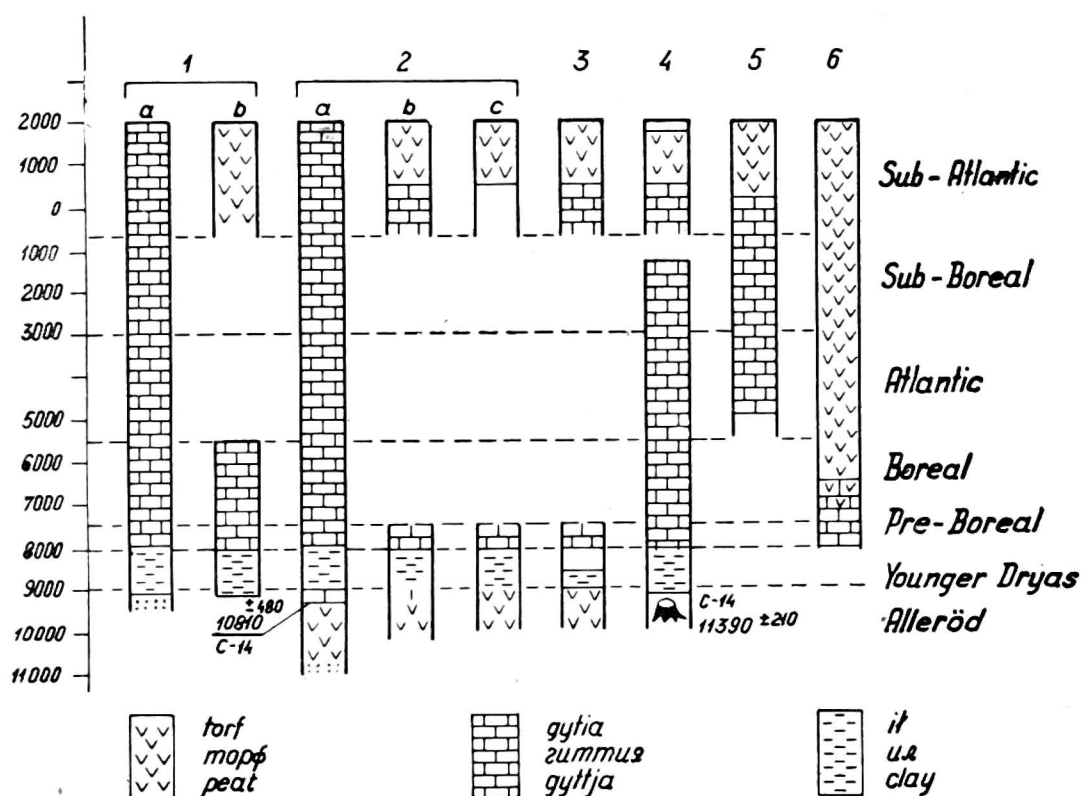 1 2 3 4 5 6
a b a b c
2000
1000
0
Sub-Atlantic
1000
2000
Sub-Boreal
3000
Atlantic
5000
6000
Boreal
7000
Pre-Boreal
8000
Younger Dryas
9000
±480
10810
C-14
C-14
11390 ±210
Alleröd
10000
11000
torf
торф
peat
gytia
гиттия
gyttja
ił
ил
clay